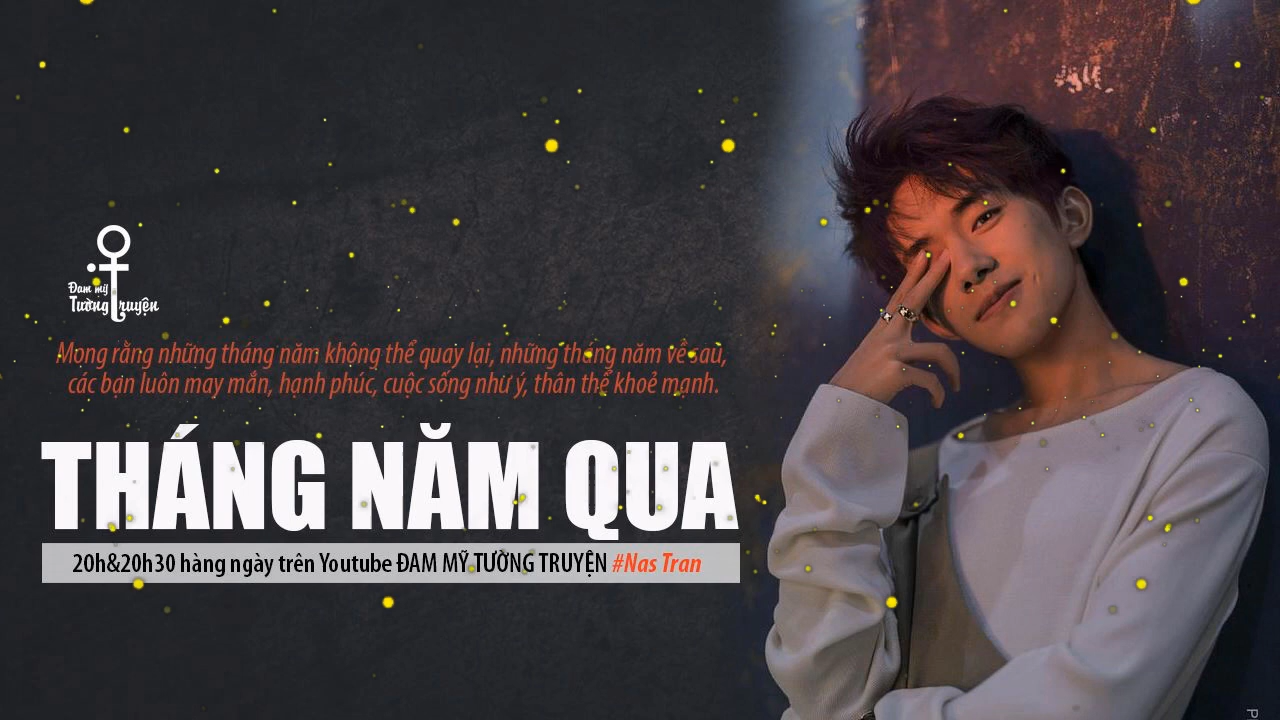 Đam mỹ
Tường Truyện
Mong rằng những tháng năm không thể quay lại, những tháng năm về sau,
các bạn luôn may mắn, hạnh phúc, cuộc sống như ý, thân thể khoẻ mạnh.
THÁNG NĂM QUA
20h&20h30 hàng ngày trên Youtube ĐAM MỸ TƯỜNG TRUYỆN #Nas Tran